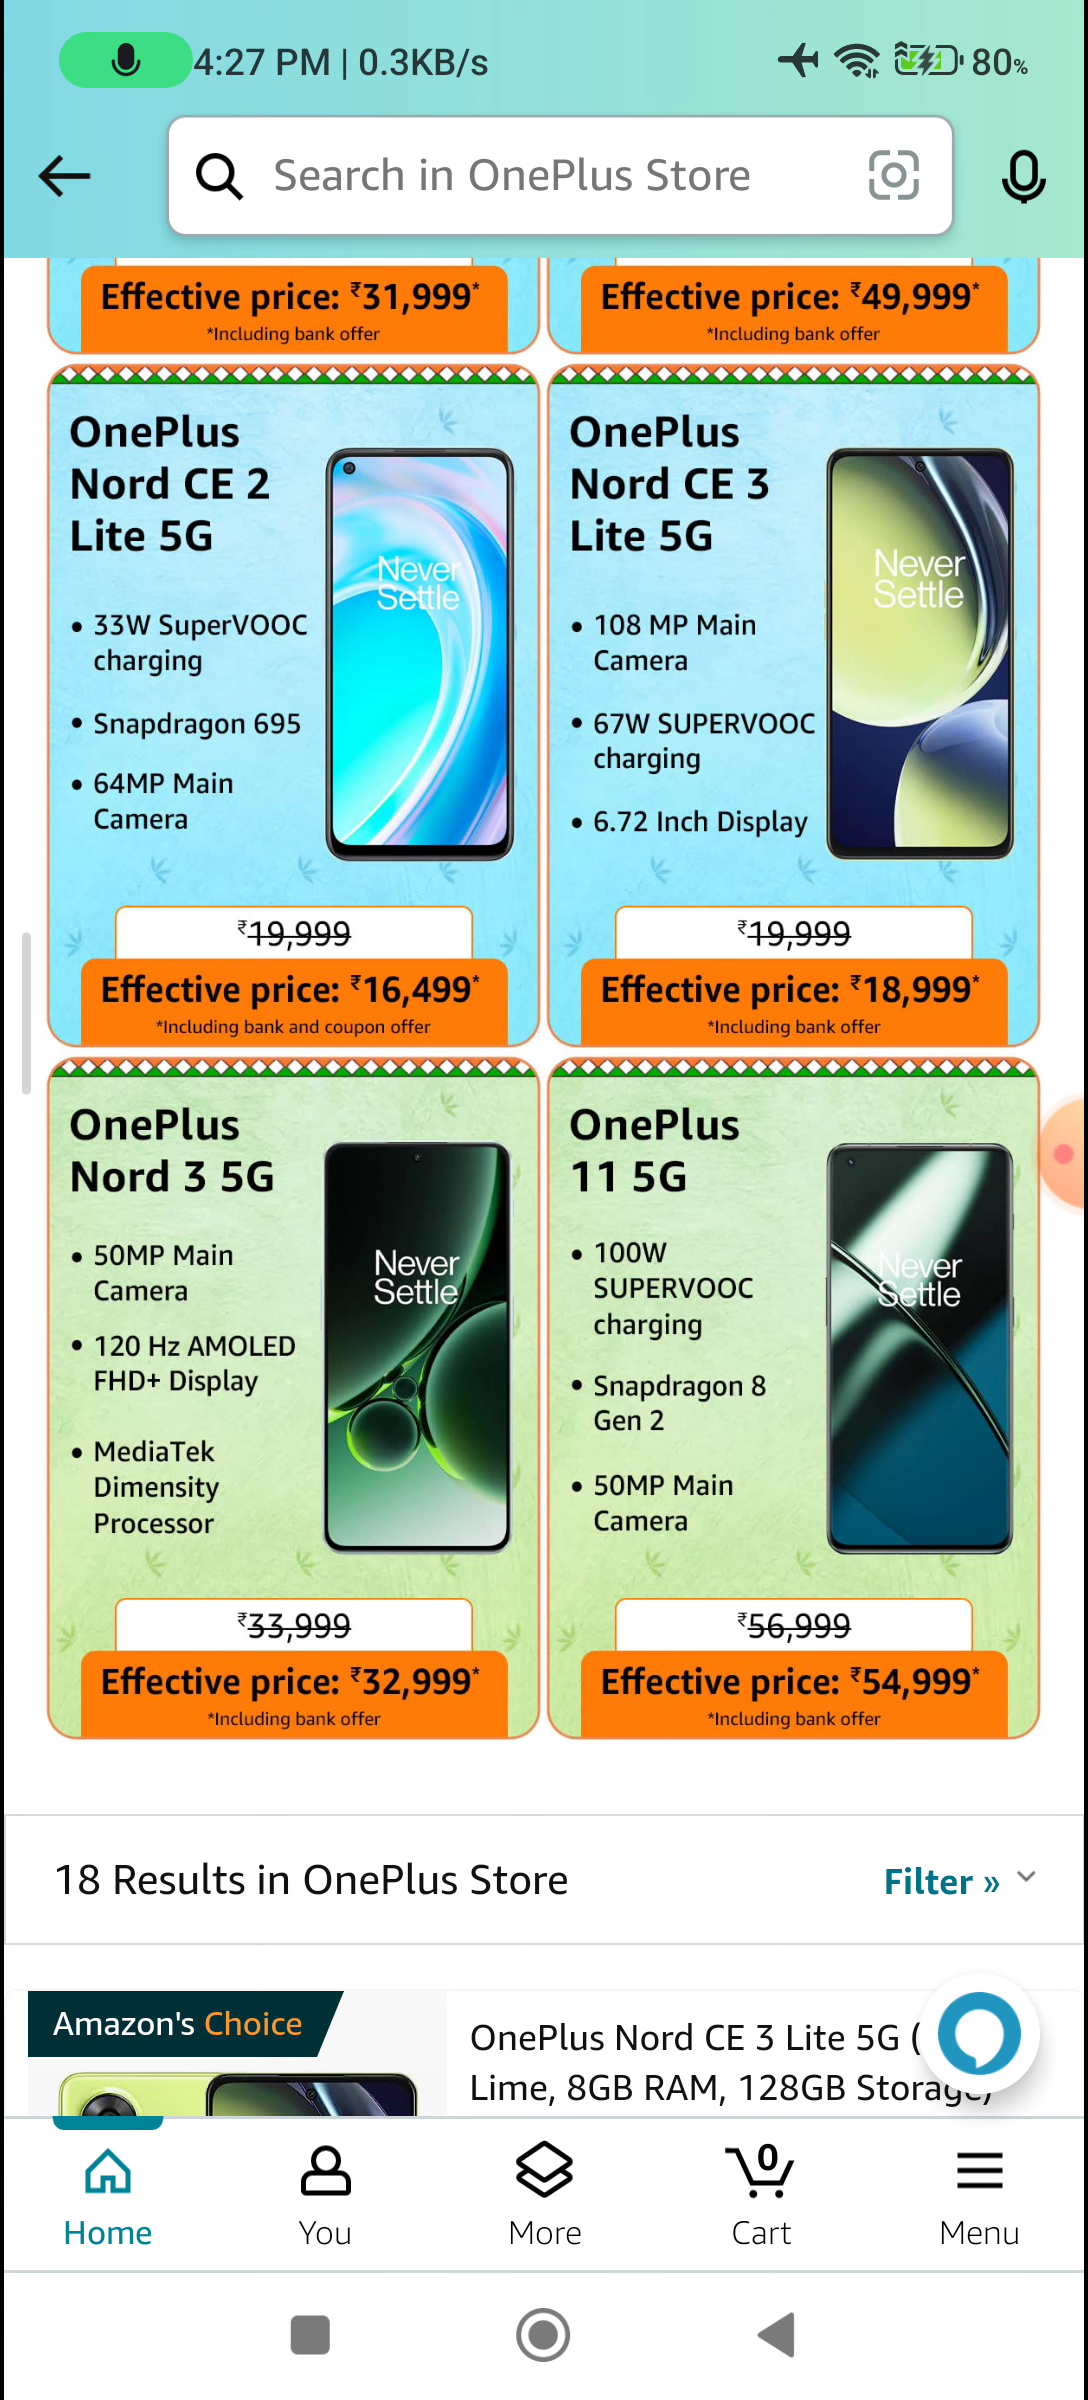 4:27 PM | 0.3KB/s
80%
Search in OnePlus Store
Effective price: ₹31,999*
*Including bank offer
Effective price: ₹49,999*
*Including bank offer
OnePlus
Nord CE 2
Lite 5G
Never
Settle
• 33W SuperVOOC
charging
• Snapdragon 695
• 64MP Main
Camera
₹19,999
Effective price: ₹16,499*
*Including bank and coupon offer
OnePlus
Nord CE 3
Lite 5G
Never
Settle
• 108 MP Main
Camera
• 67W SUPERVOOC
charging
• 6.72 Inch Display
₹19,999
Effective price: ₹18,999*
*Including bank offer
OnePlus
Nord 3 5G
Never
Settle
• 50MP Main
Camera
• 120 Hz AMOLED
FHD+ Display
• MediaTek
Dimensity
Processor
₹33,999
Effective price: ₹32,999*
*Including bank offer
OnePlus
11 5G
Never
Settle
• 100W
SUPERVOOC
charging
• Snapdragon 8
Gen 2
• 50MP Main
Camera
₹56,999
Effective price: ₹54,999*
*Including bank offer
18 Results in OnePlus Store
Filter »
Amazon's Choice
OnePlus Nord CE 3 Lite 5G (
Lime, 8GB RAM, 128GB Storage)
0
Home
You
More
Cart
Menu